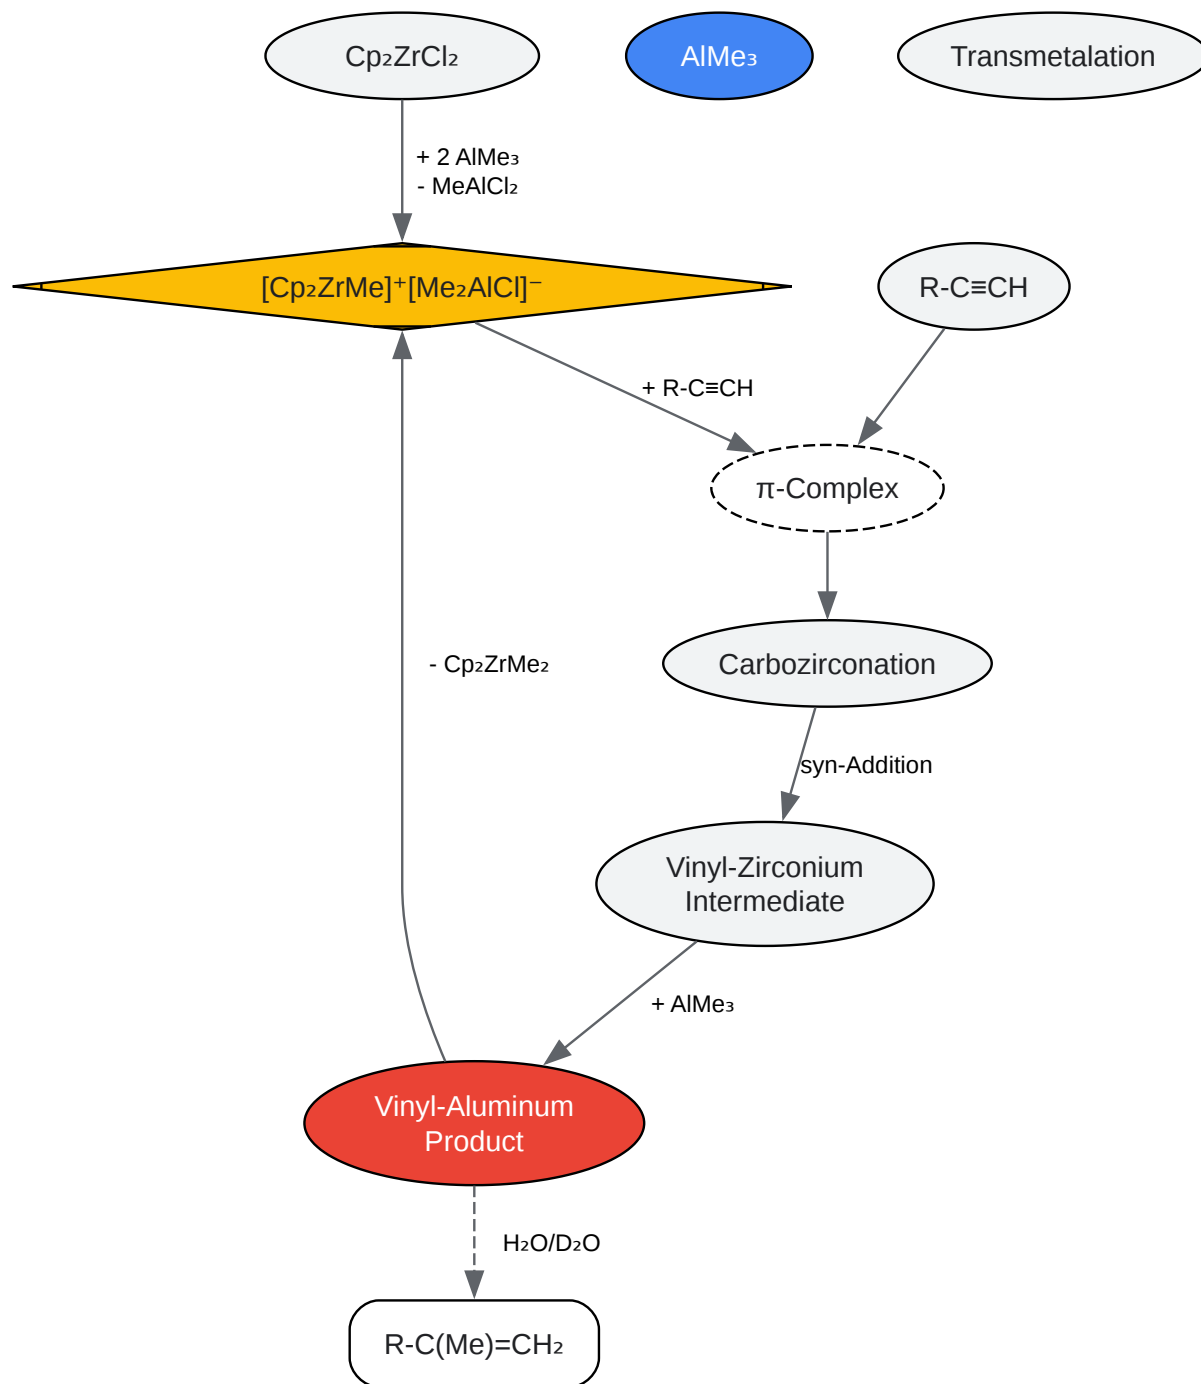 Cp₂ZrCl₂
AlMe₃
Transmetalation
+ 2 AlMe₃
- MeAlCl₂
[Cp₂ZrMe]⁺[Me₂AlCl]⁻
R-C≡CH
+ R-C≡CH
π-Complex
- Cp₂ZrMe₂
Carbozirconation
syn-Addition
Vinyl-Zirconium
Intermediate
+ AlMe₃
Vinyl-Aluminum
Product
H₂O/D₂O
R-C(Me)=CH₂